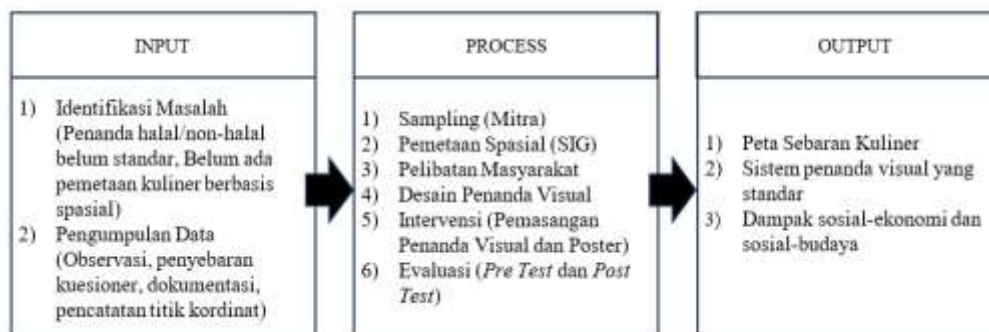 INPUT
1) Identifikasi Masalah
(Penanda halal/non-halal
belum standar, Belum ada
pemetaan kuliner berbasis
spasial)
2) Pengumpulan Data
(Observasi, penyebaran
kuesioner, dokumentasi,
pencatatan titik kordinat)
PROCESS
1) Sampling (Mitra)
2) Pemetaan Spasial (SIG)
3) Pelibatan Masyarakat
4) Desain Penanda Visual
5) Intervensi (Pemasangan
Penanda Visual dan Poster)
6) Evaluasi (Pre Test dan Post
Test)
OUTPUT
1) Peta Sebaran Kuliner
2) Sistem penanda visual yang
standar
3) Dampak sosial-ekonomi dan
sosial-budaya